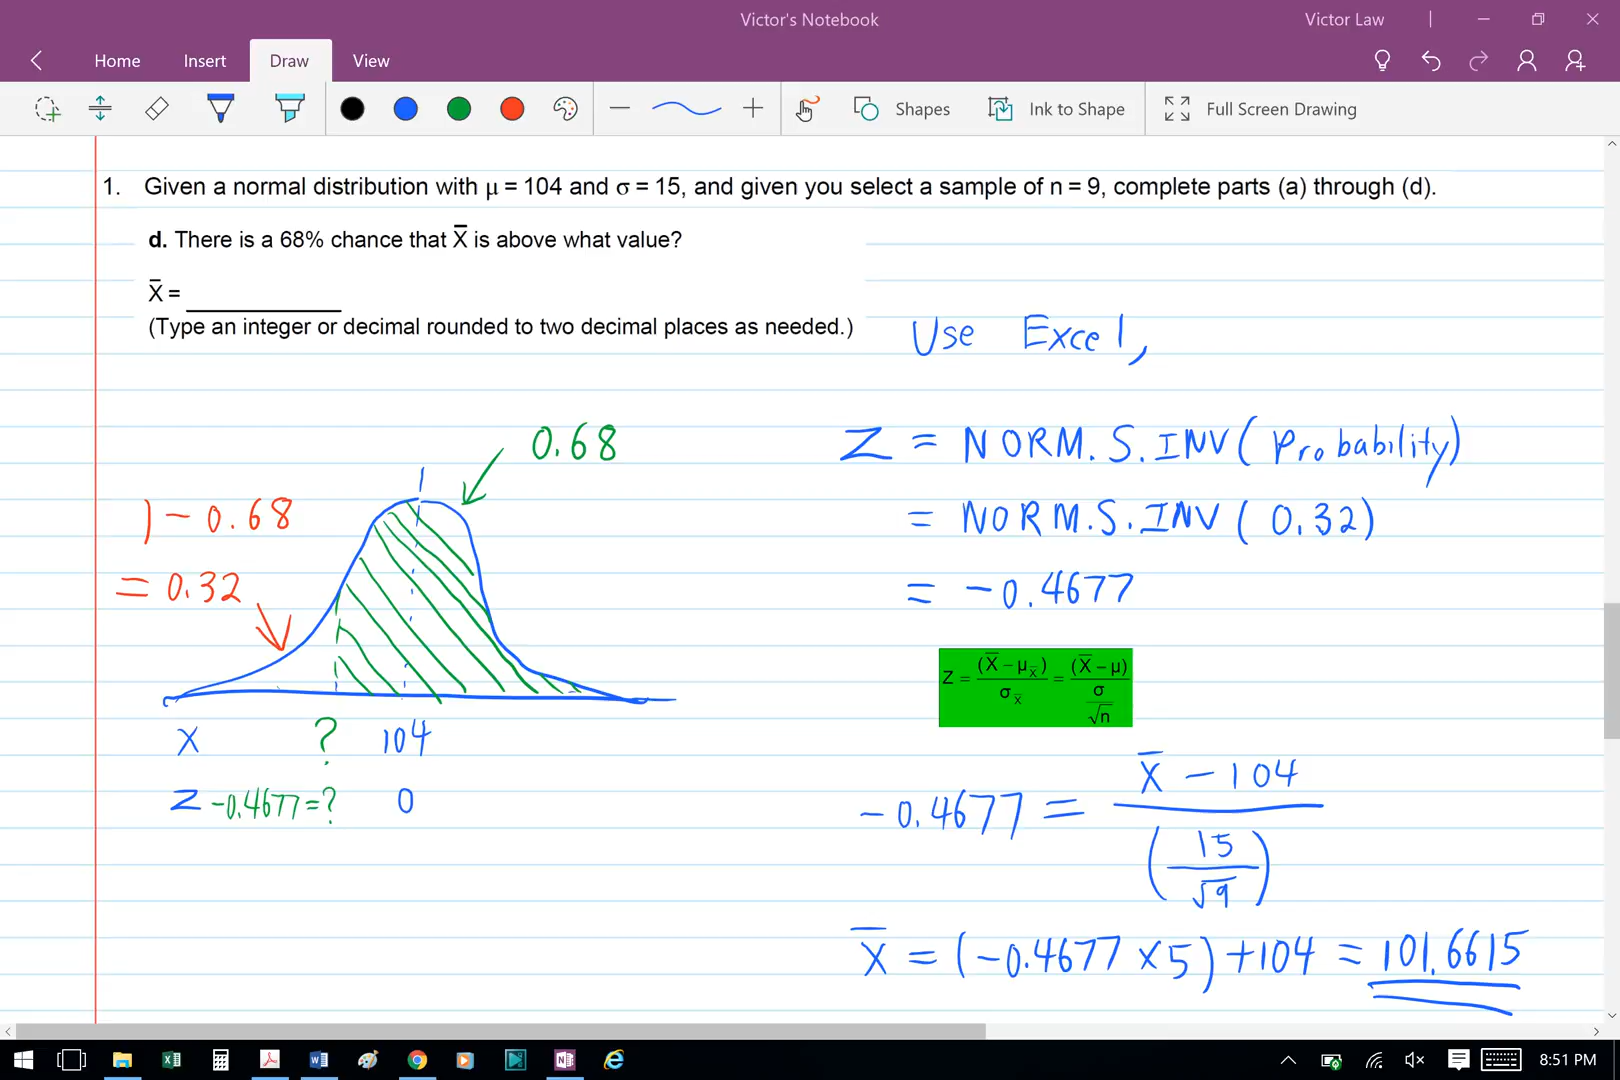 Victor's Notebook
Victor Law
Home Insert Draw View
Shapes Ink to Shape Full Screen Drawing
1. Given a normal distribution with μ = 104 and σ = 15, and given you select a sample of n = 9, complete parts (a) through (d).
d. There is a 68% chance that X̄ is above what value?
X̄ = ____________
(Type an integer or decimal rounded to two decimal places as needed.)
Use Excel,
0.68
1 - 0.68
= 0.32
X ? 104
Z -0.4677=? 0
Z = NORM.S.INV(Probability)
= NORM.S.INV(0.32)
= -0.4677
Z = (X̄ − μx̄) / σx̄ = (X̄ − μ) / (σ / √n)
-0.4677 = (X̄ - 104) / (15 / √9)
X̄ = (-0.4677 × 5) + 104 = 101.6615
8:51 PM